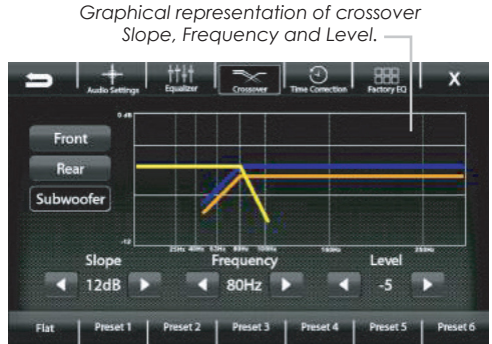 Graphical representation of crossover
Slope, Frequency and Level.
Audio Settings Equalizer Crossover Time Correction Factory EQ X
0 dB
Front
Rear
Subwoofer
-12
25Hz 40Hz 63Hz 80Hz 100Hz 160Hz 250Hz
Slope Frequency Level
12dB 80Hz -5
Flat Preset 1 Preset 2 Preset 3 Preset 4 Preset 5 Preset 6